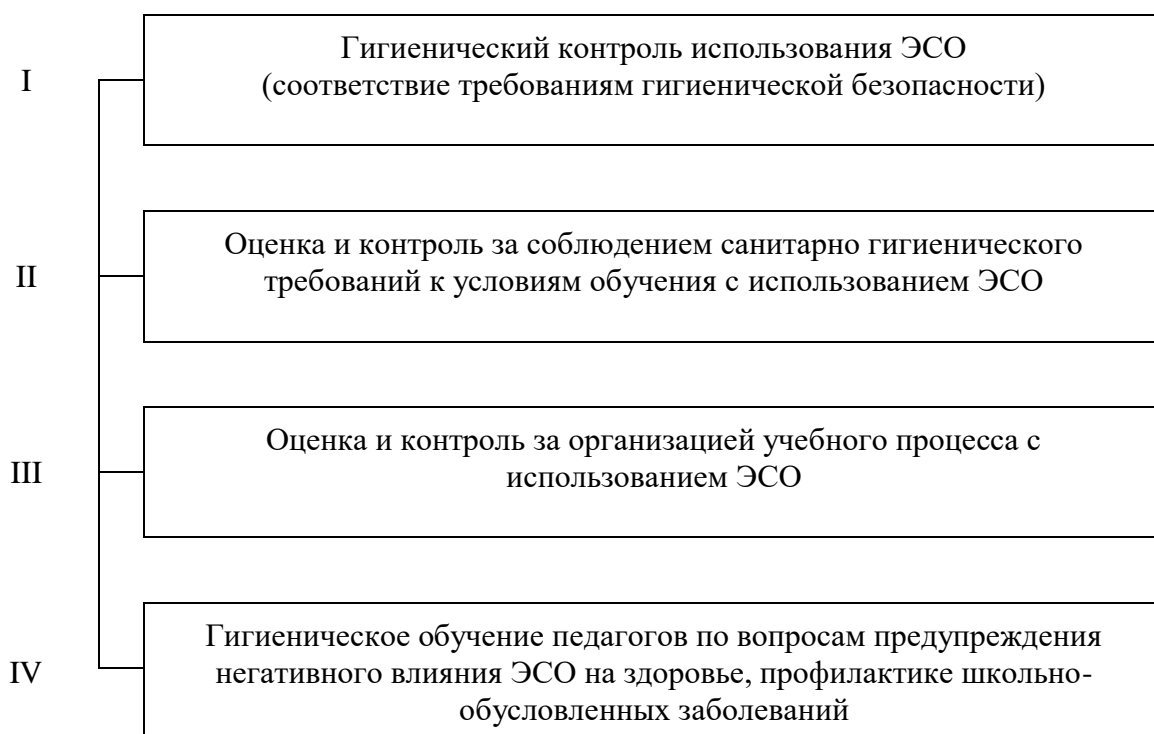 I
Гигиенический контроль использования ЭСО
(соответствие требованиям гигиенической безопасности)
II
Оценка и контроль за соблюдением санитарно гигиенического
требований к условиям обучения с использованием ЭСО
III
Оценка и контроль за организацией учебного процесса с
использованием ЭСО
IV
Гигиеническое обучение педагогов по вопросам предупреждения
негативного влияния ЭСО на здоровье, профилактике школьно-
обусловленных заболеваний